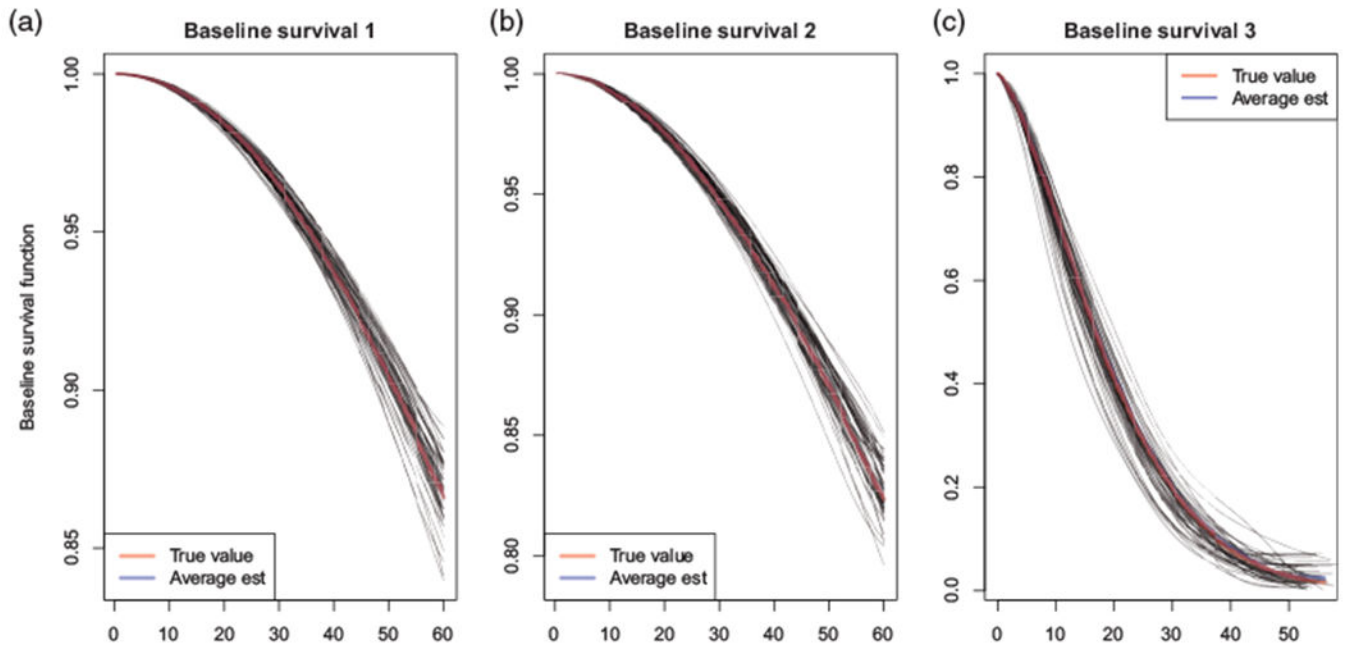 (a)
Baseline survival 1
(b)
Baseline survival 2
(c)
Baseline survival 3
Baseline survival function
1.00
0.95
0.90
0.85
0 10 20 30 40 50 60
True value
Average est
1.00
0.95
0.90
0.85
0.80
0 10 20 30 40 50 60
True value
Average est
1.0
0.8
0.6
0.4
0.2
0.0
0 10 20 30 40 50
True value
Average est